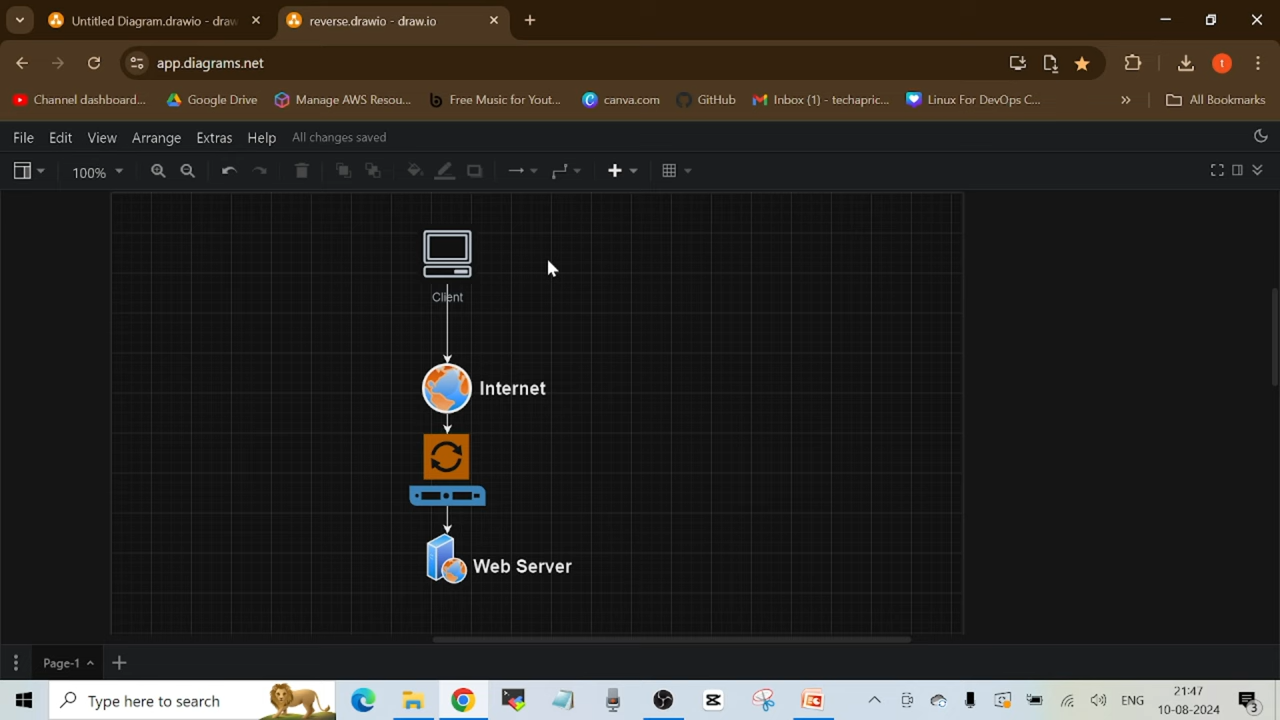 Untitled Diagram.drawio - draw
reverse.drawio - draw.io
app.diagrams.net
t
Channel dashboard...
Google Drive
Manage AWS Resou...
Free Music for Yout...
canva.com
GitHub
Inbox (1) - techapric...
Linux For DevOps C...
»
All Bookmarks
File Edit View Arrange Extras Help All changes saved
100%
Client
Internet
Web Server
Page-1
Type here to search
ENG
21:47
10-08-2024
3